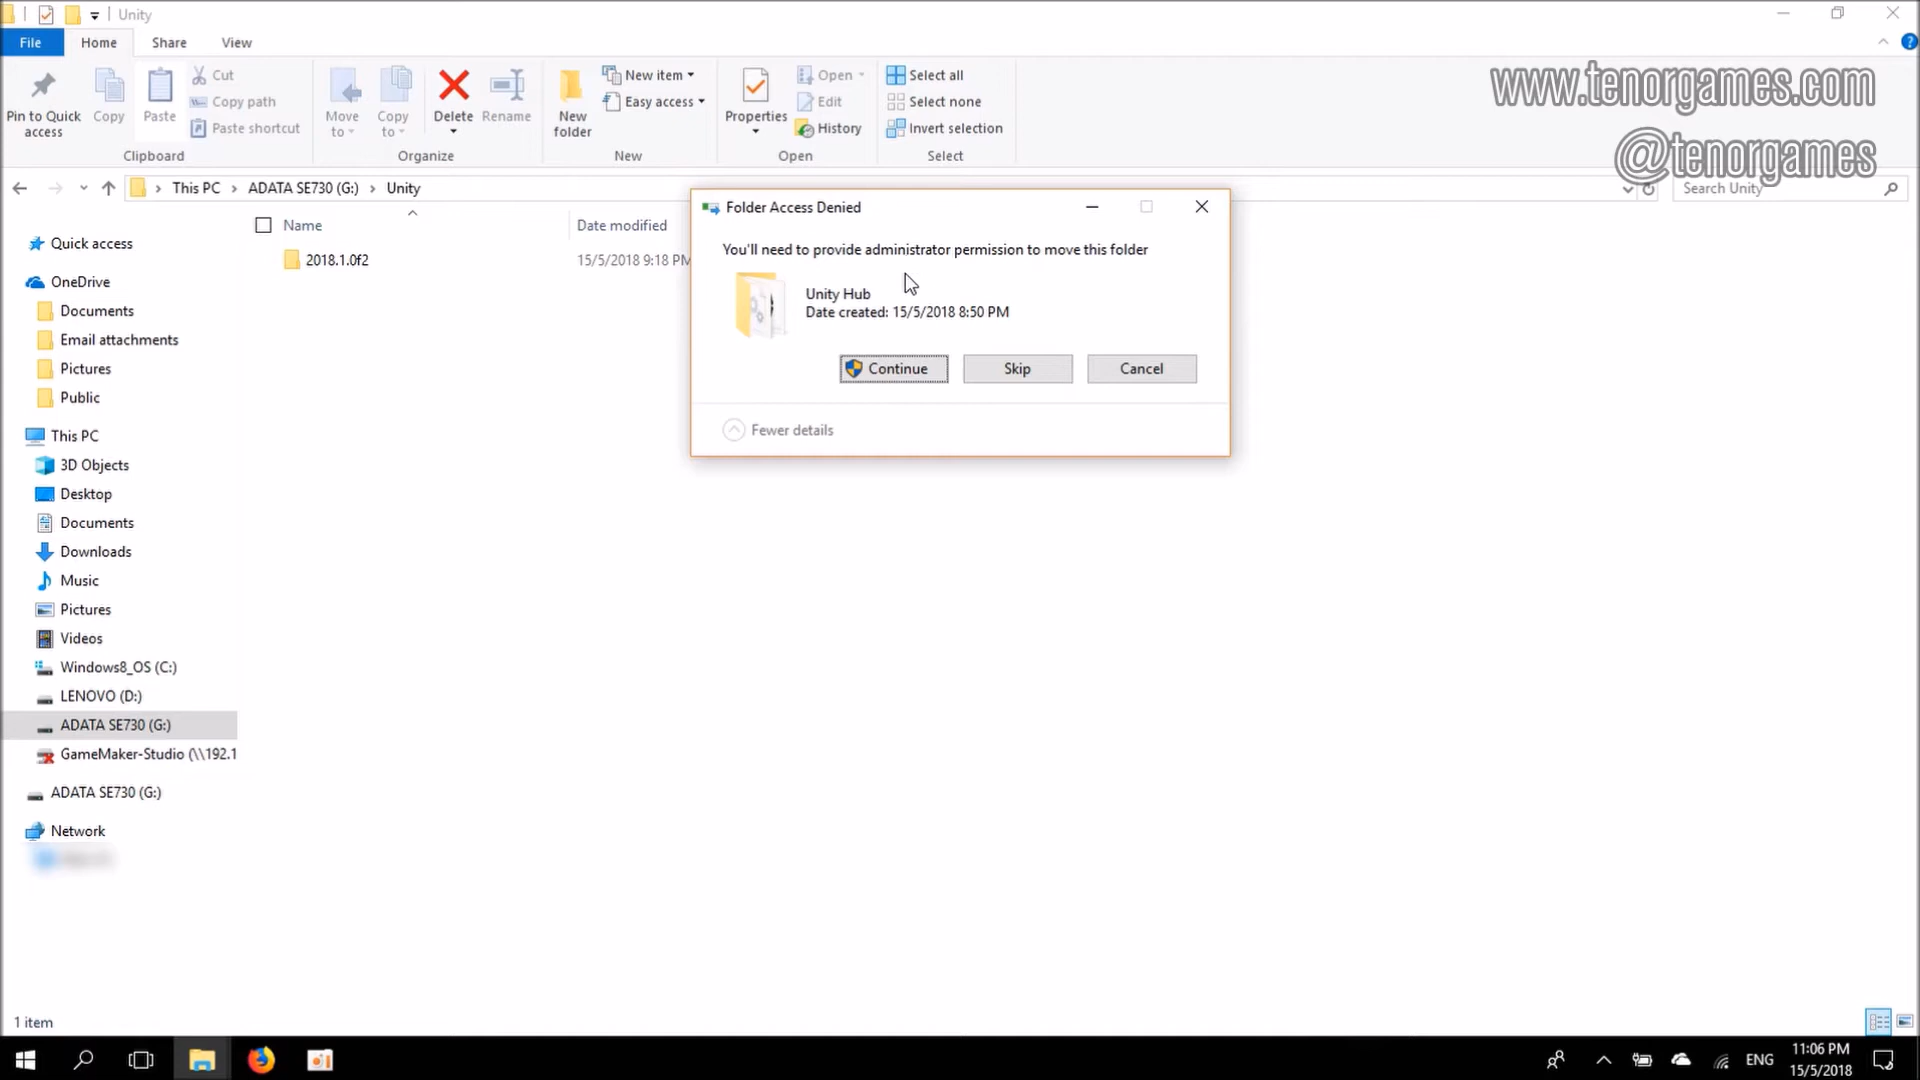 Unity
File
Home
Share
View
Pin to Quick
access
Copy
Paste
Cut
Copy path
Paste shortcut
Clipboard
Move
to
Copy
to
Delete
Rename
Organize
New
folder
New item
Easy access
New
Properties
Open
Edit
History
Open
Select all
Select none
Invert selection
Select
www.tenorgames.com
@tenorgames
This PC
ADATA SE730 (G:)
Unity
Search Unity
Name
Date modified
2018.1.0f2
15/5/2018 9:18 PM
Folder Access Denied
You'll need to provide administrator permission to move this folder
Unity Hub
Date created: 15/5/2018 8:50 PM
Continue
Skip
Cancel
Fewer details
Quick access
OneDrive
Documents
Email attachments
Pictures
Public
This PC
3D Objects
Desktop
Documents
Downloads
Music
Pictures
Videos
Windows8_OS (C:)
LENOVO (D:)
ADATA SE730 (G:)
GameMaker-Studio (\\192.1
ADATA SE730 (G:)
Network
1 item
ENG
11:06 PM
15/5/2018